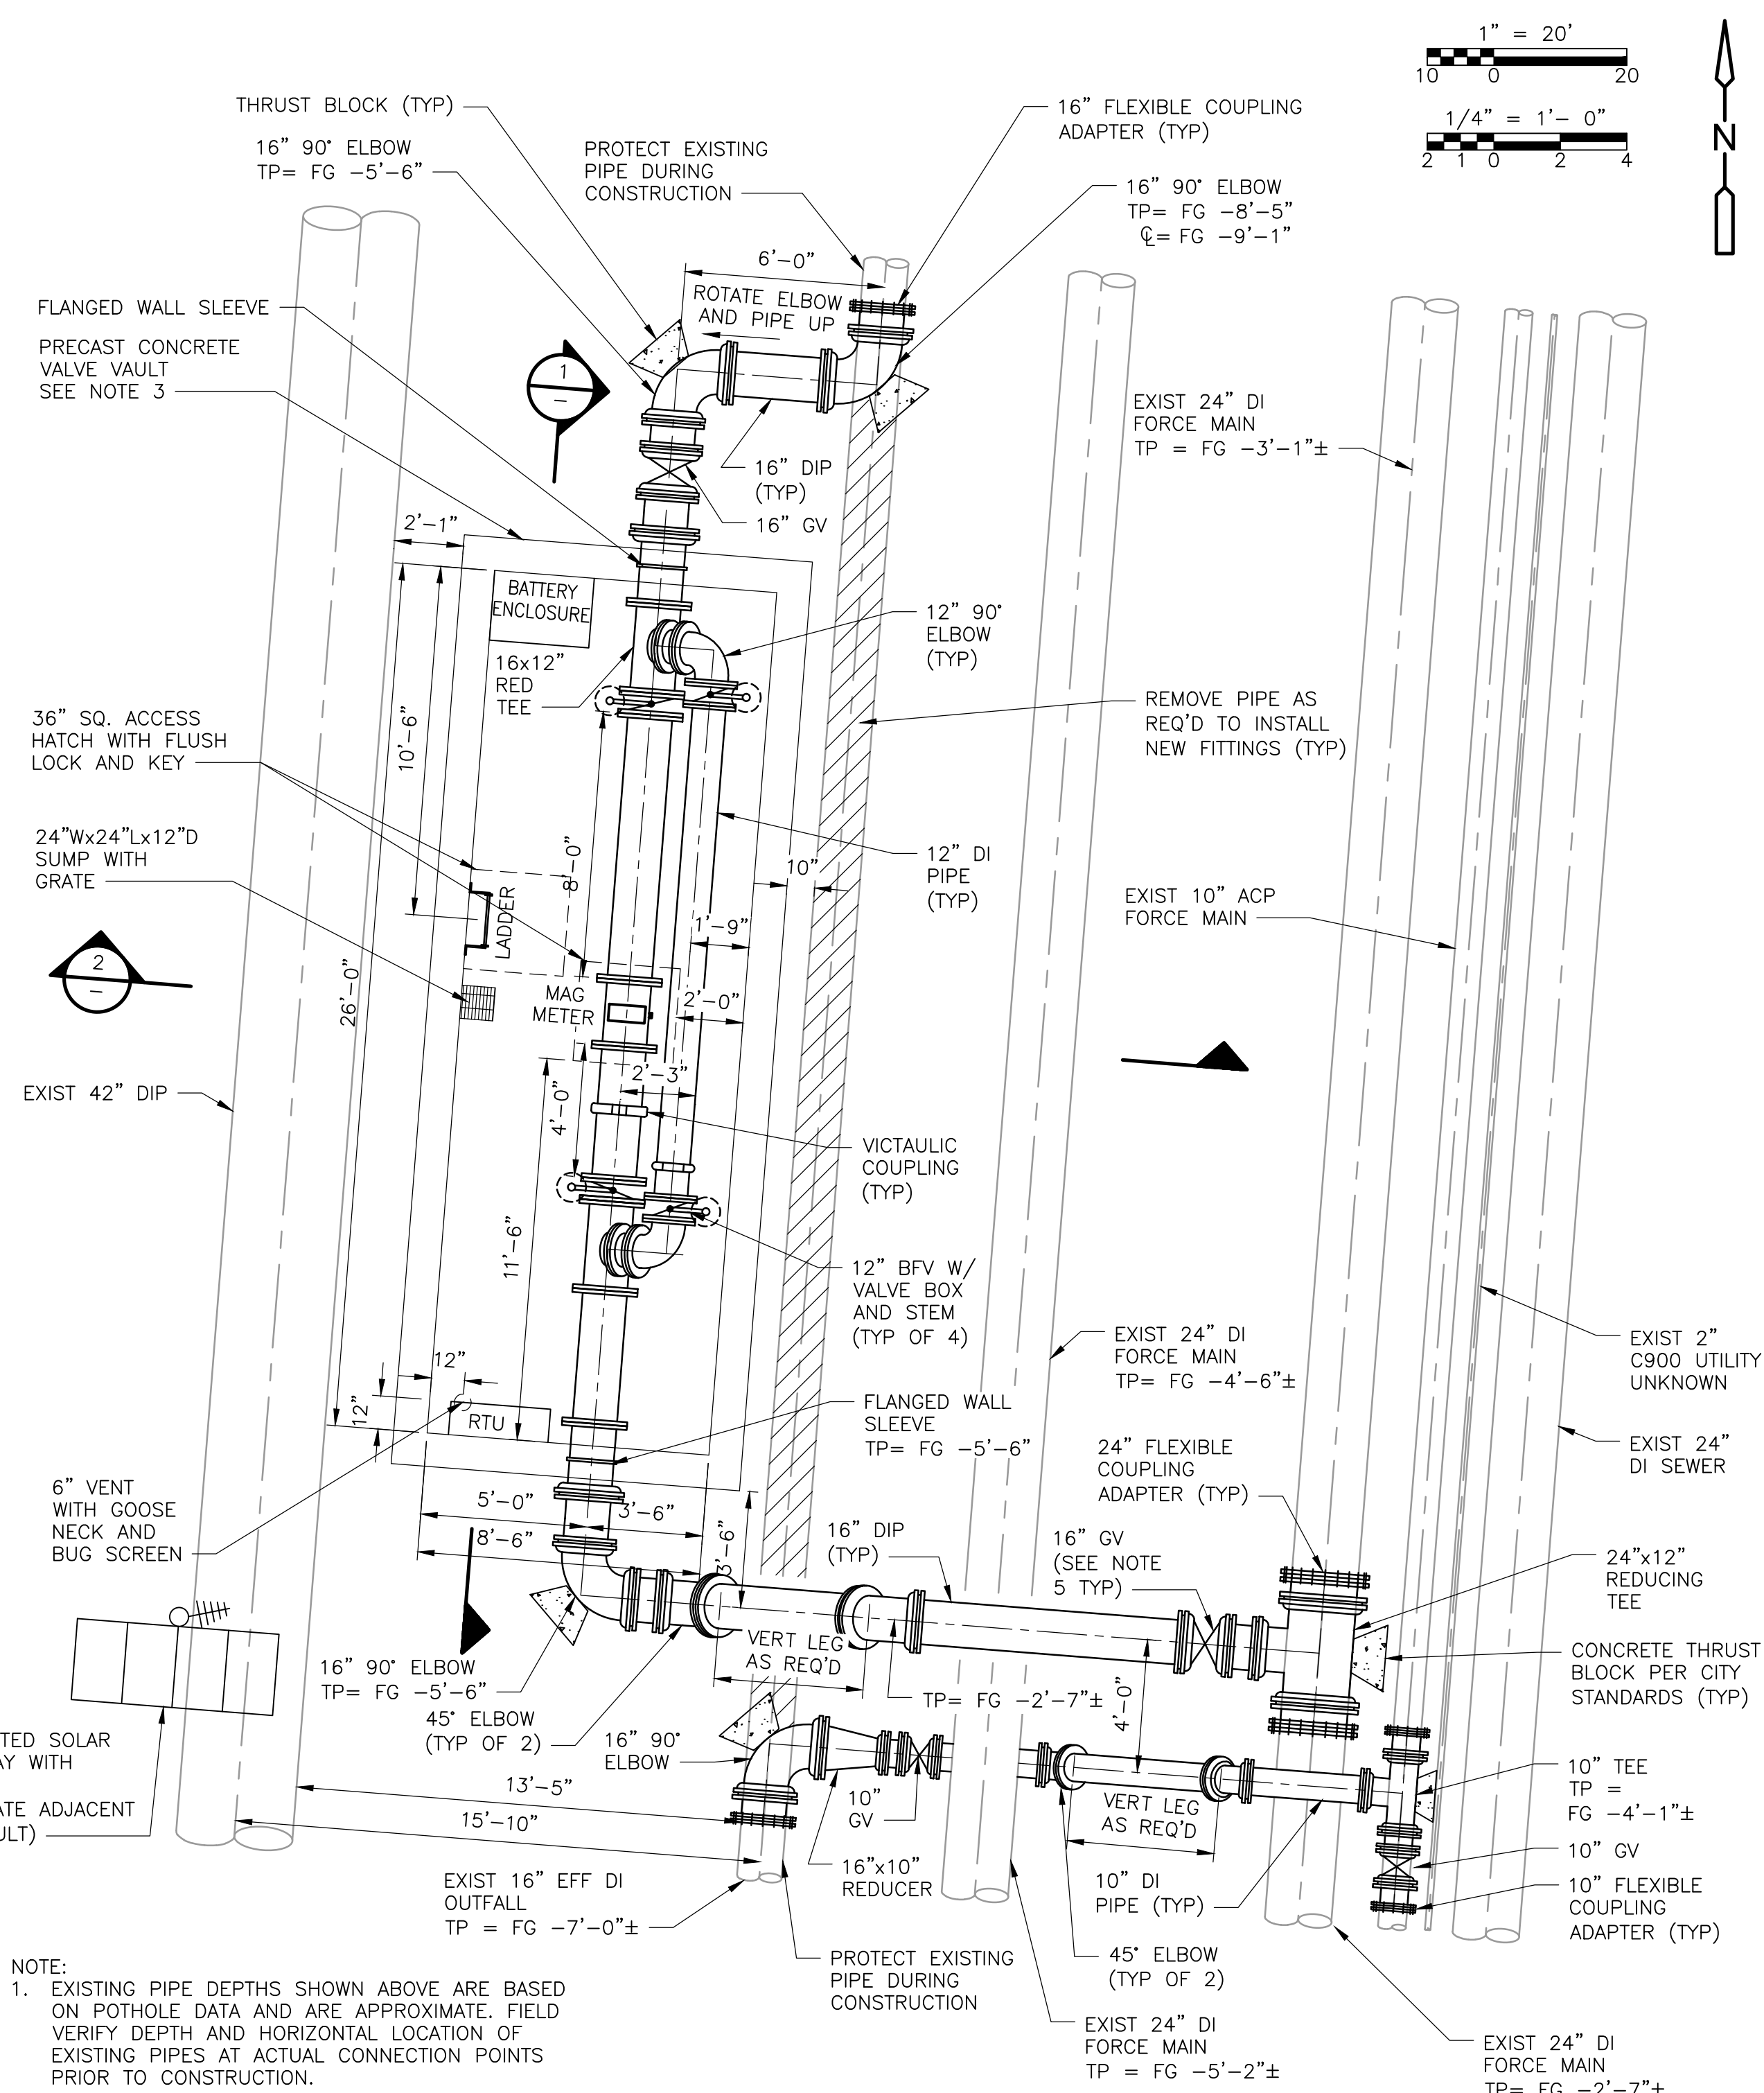 1" = 20'
10 0 20
1/4" = 1'- 0"
2 1 0 2 4
N
THRUST BLOCK (TYP)
16" 90° ELBOW
TP= FG -5'-6"
PROTECT EXISTING
PIPE DURING
CONSTRUCTION
16" FLEXIBLE COUPLING
ADAPTER (TYP)
16" 90° ELBOW
TP= FG -8'-5"
℄= FG -9'-1"
6'-0"
ROTATE ELBOW
AND PIPE UP
FLANGED WALL SLEEVE
PRECAST CONCRETE
VALVE VAULT
SEE NOTE 3
1
-
EXIST 24" DI
FORCE MAIN
TP = FG -3'-1"±
16" DIP
(TYP)
16" GV
2'-1"
BATTERY
ENCLOSURE
12" 90°
ELBOW
(TYP)
16x12"
RED
TEE
REMOVE PIPE AS
REQ'D TO INSTALL
NEW FITTINGS (TYP)
36" SQ. ACCESS
HATCH WITH FLUSH
LOCK AND KEY
10'-6"
24"Wx24"Lx12"D
SUMP WITH
GRATE
8'-0"
10"
12" DI
PIPE
(TYP)
LADDER
1'-9"
EXIST 10" ACP
FORCE MAIN
2
-
26'-0"
MAG
METER
2'-0"
2'-3"
4'-0"
EXIST 42" DIP
VICTAULIC
COUPLING
(TYP)
11'-6"
12" BFV W/
VALVE BOX
AND STEM
(TYP OF 4)
EXIST 24" DI
FORCE MAIN
TP= FG -4'-6"±
EXIST 2"
C900 UTILITY
UNKNOWN
12"
12"
RTU
FLANGED WALL
SLEEVE
TP= FG -5'-6"
24" FLEXIBLE
COUPLING
ADAPTER (TYP)
EXIST 24"
DI SEWER
6" VENT
WITH GOOSE
NECK AND
BUG SCREEN
5'-0"
3'-6"
8'-6"
3'-6"
16" DIP
(TYP)
16" GV
(SEE NOTE
5 TYP)
24"x12"
REDUCING
TEE
VERT LEG
AS REQ'D
CONCRETE THRUST
BLOCK PER CITY
STANDARDS (TYP)
16" 90° ELBOW
TP= FG -5'-6"
45° ELBOW
(TYP OF 2)
16" 90°
ELBOW
TP= FG -2'-7"±
4'-0"
TED SOLAR
AY WITH
ATE ADJACENT
ULT)
13'-5"
15'-10"
10"
GV
VERT LEG
AS REQ'D
10" TEE
TP =
FG -4'-1"±
16"x10"
REDUCER
10" DI
PIPE (TYP)
10" GV
10" FLEXIBLE
COUPLING
ADAPTER (TYP)
EXIST 16" EFF DI
OUTFALL
TP = FG -7'-0"±
PROTECT EXISTING
PIPE DURING
CONSTRUCTION
45° ELBOW
(TYP OF 2)
EXIST 24" DI
FORCE MAIN
TP = FG -5'-2"±
EXIST 24" DI
FORCE MAIN
TP= FG -2'-7"±
NOTE:
1. EXISTING PIPE DEPTHS SHOWN ABOVE ARE BASED
ON POTHOLE DATA AND ARE APPROXIMATE. FIELD
VERIFY DEPTH AND HORIZONTAL LOCATION OF
EXISTING PIPES AT ACTUAL CONNECTION POINTS
PRIOR TO CONSTRUCTION.